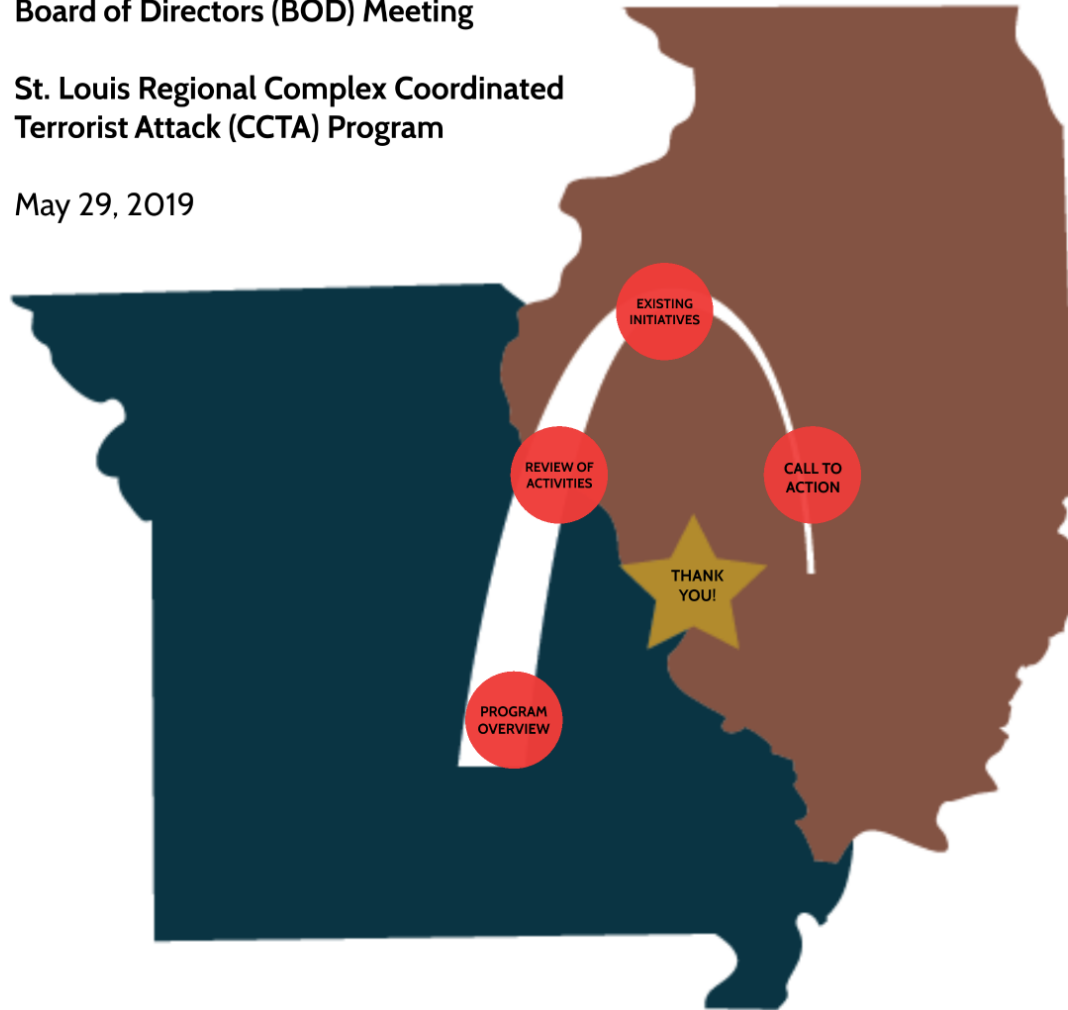 Board of Directors (BOD) Meeting
St. Louis Regional Complex Coordinated
Terrorist Attack (CCTA) Program
May 29, 2019
EXISTING
INITIATIVES
REVIEW OF
ACTIVITIES
CALL TO
ACTION
THANK
YOU!
PROGRAM
OVERVIEW